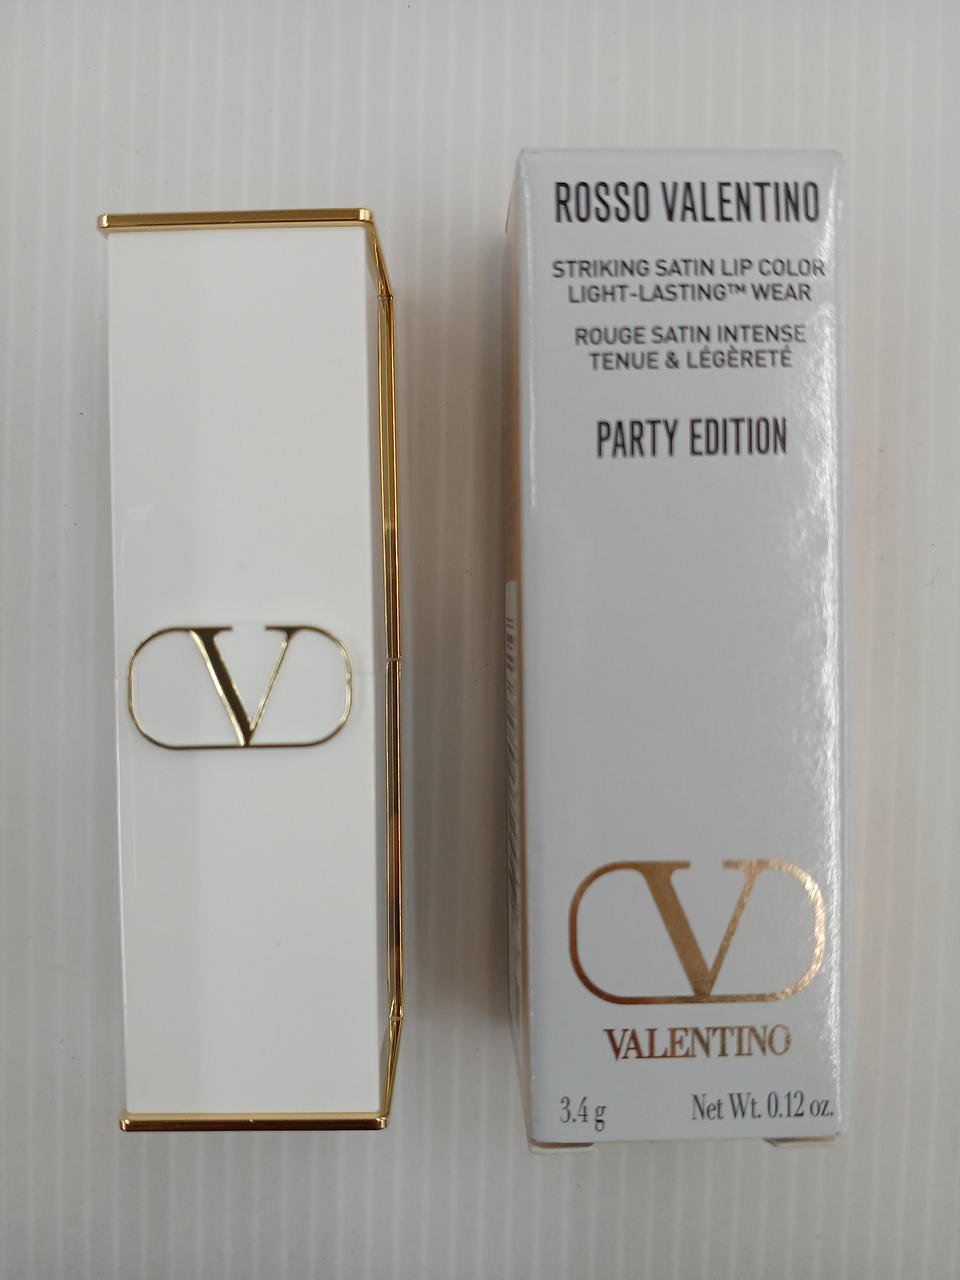 V
ROSSO VALENTINO
STRIKING SATIN LIP COLOR
LIGHT-LASTING™ WEAR
ROUGE SATIN INTENSE
TENUE & LÉGÈRETÉ
PARTY EDITION
V
VALENTINO
3.4 g Net Wt. 0.12 oz.